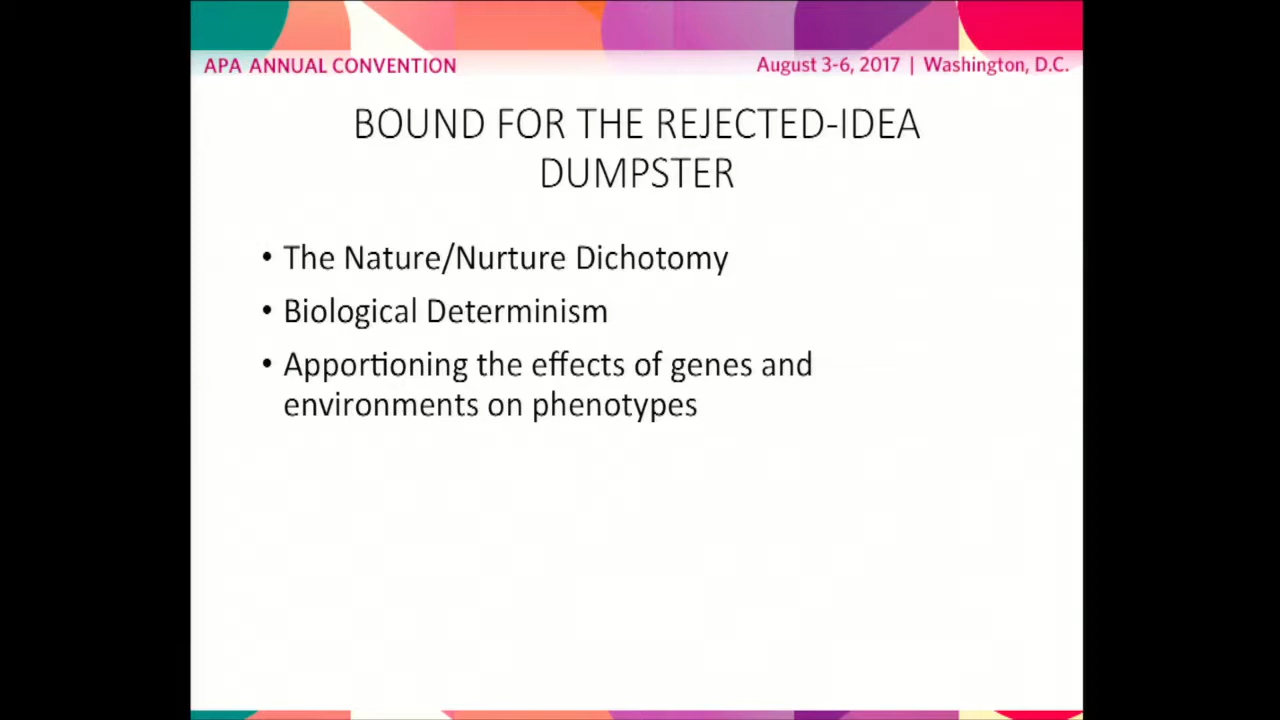 APA ANNUAL CONVENTION
August 3-6, 2017 | Washington, D.C.
BOUND FOR THE REJECTED-IDEA
DUMPSTER
• The Nature/Nurture Dichotomy
• Biological Determinism
• Apportioning the effects of genes and
environments on phenotypes